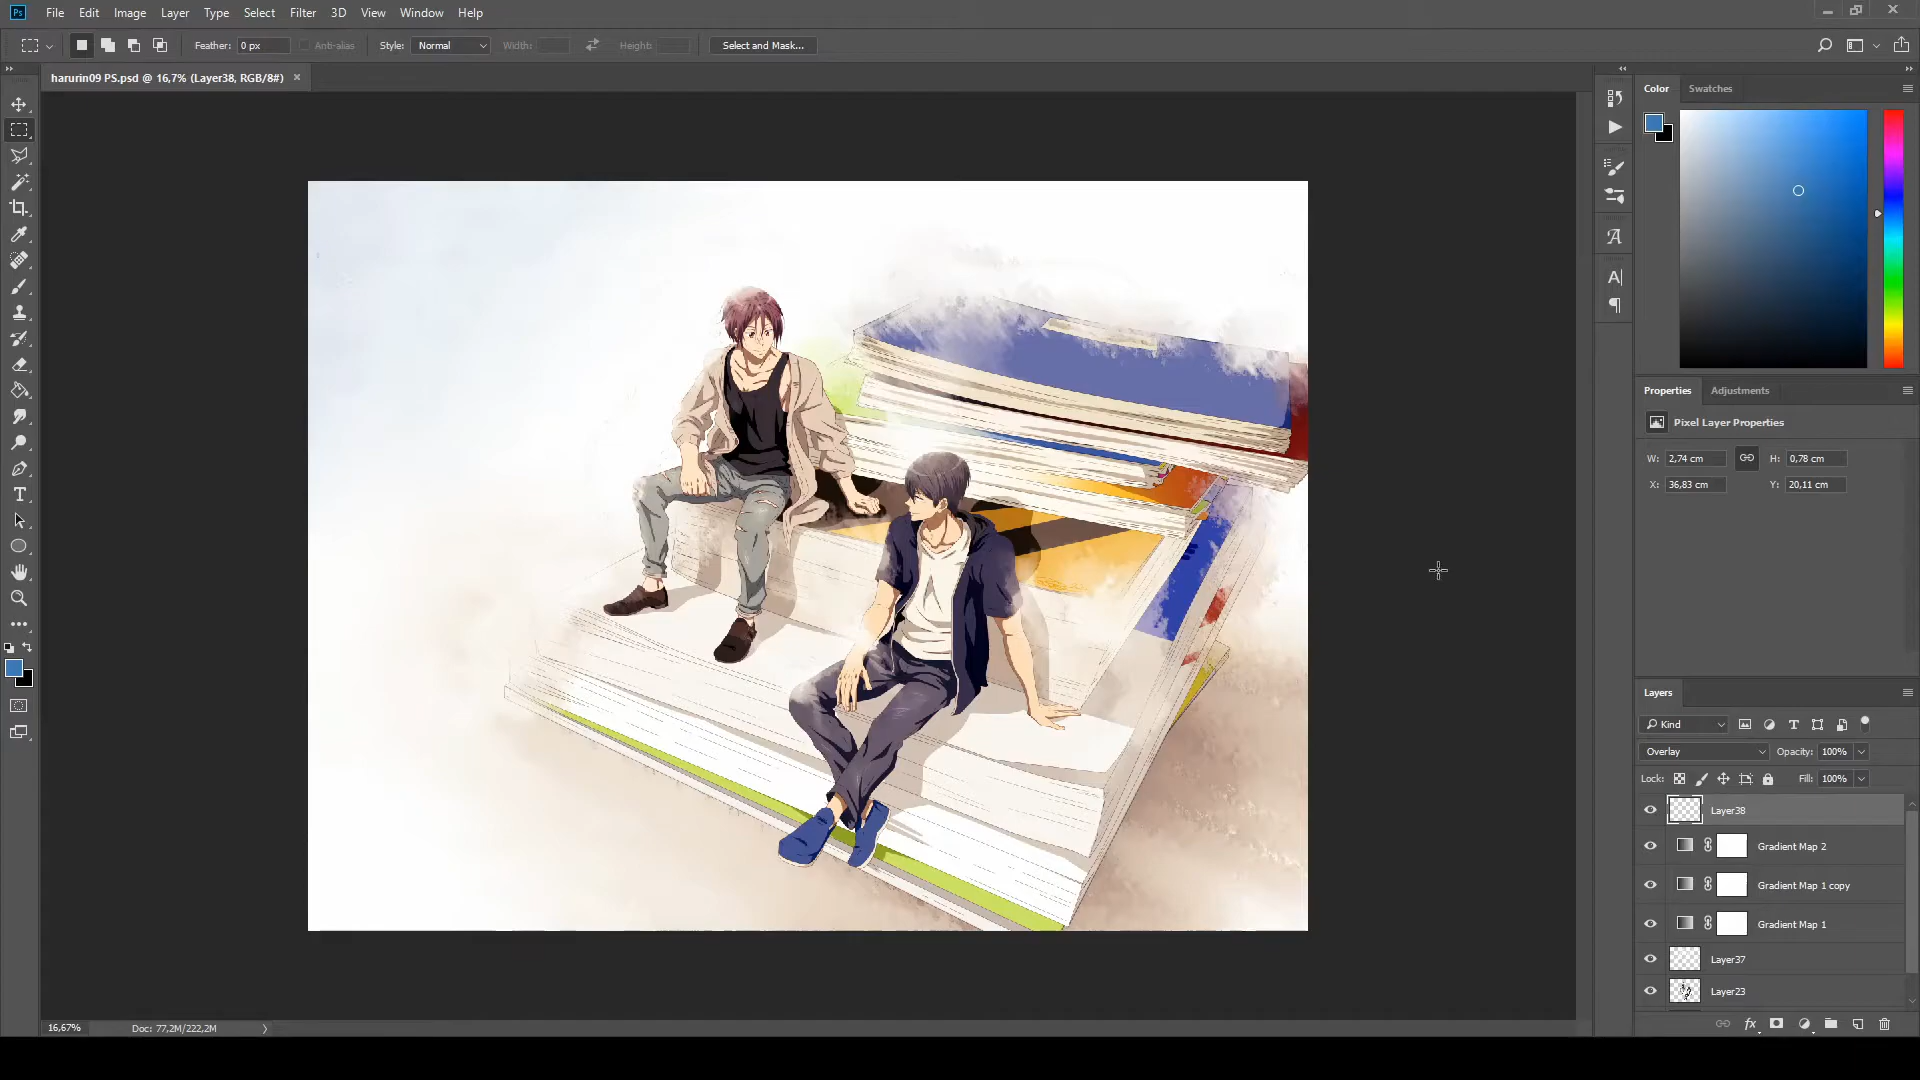 Ps File Edit Image Layer Type Select Filter 3D View Window Help
Feather: 0 px Anti-alias Style: Normal Width: Height: Select and Mask...
harurin09 PS.psd @ 16,7% (Layer38, RGB/8#) ×
Color Swatches
Properties Adjustments
Pixel Layer Properties
W: 2,74 cm H: 0,78 cm
X: 36,83 cm Y: 20,11 cm
Layers
Kind
Overlay Opacity: 100%
Lock: Fill: 100%
Layer38
Gradient Map 2
Gradient Map 1 copy
Gradient Map 1
Layer37
Layer23
fx
16,67% Doc: 77,2M/222,2M